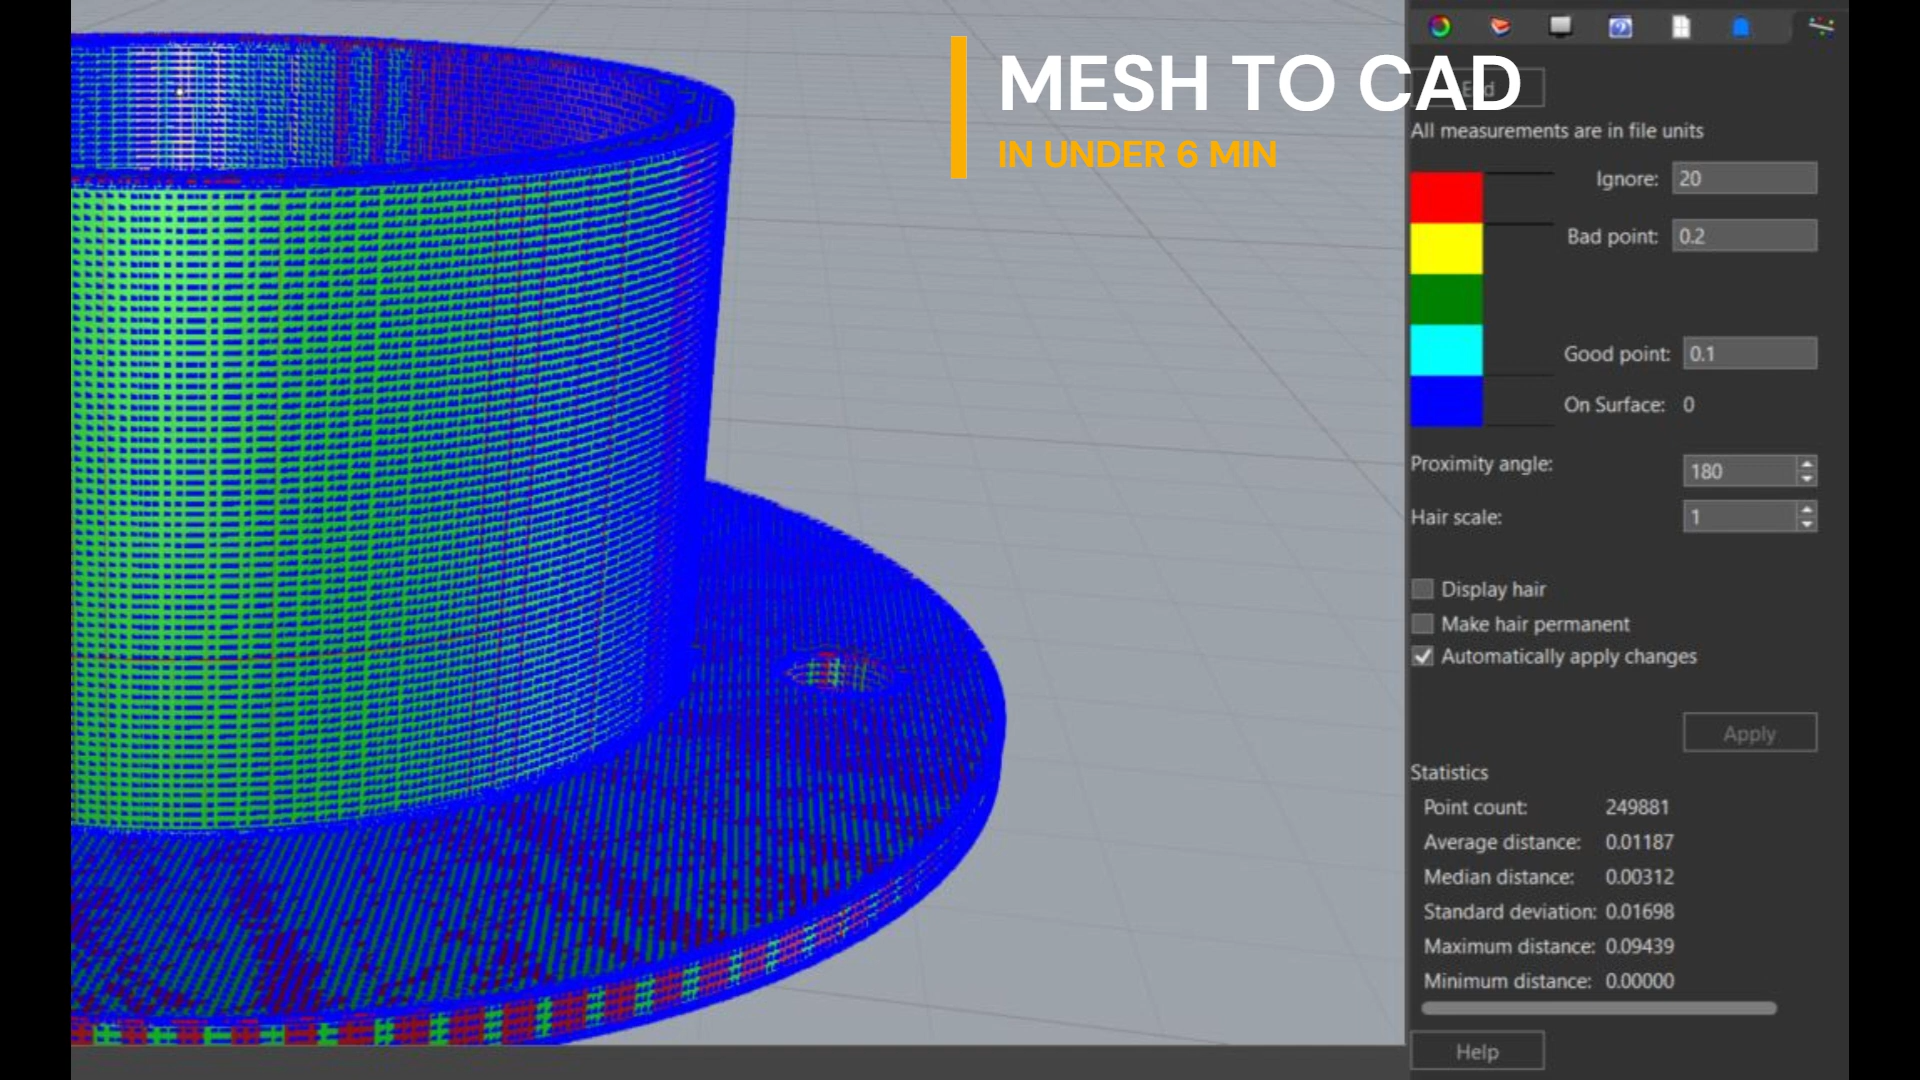 MESH TO CAD
IN UNDER 6 MIN
All measurements are in file units
Ignore: 20
Bad point: 0.2
Good point: 0.1
On Surface: 0
Proximity angle: 180
Hair scale: 1
Display hair
Make hair permanent
Automatically apply changes
Apply
Statistics
Point count: 249881
Average distance: 0.01187
Median distance: 0.00312
Standard deviation: 0.01698
Maximum distance: 0.09439
Minimum distance: 0.00000
Help